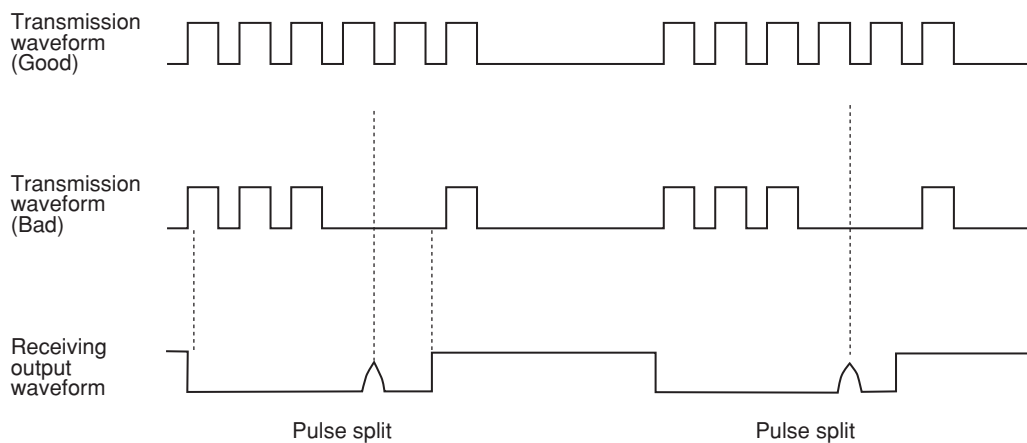 Transmission
waveform
(Good)
Transmission
waveform
(Bad)
Receiving
output
waveform
Pulse split
Pulse split